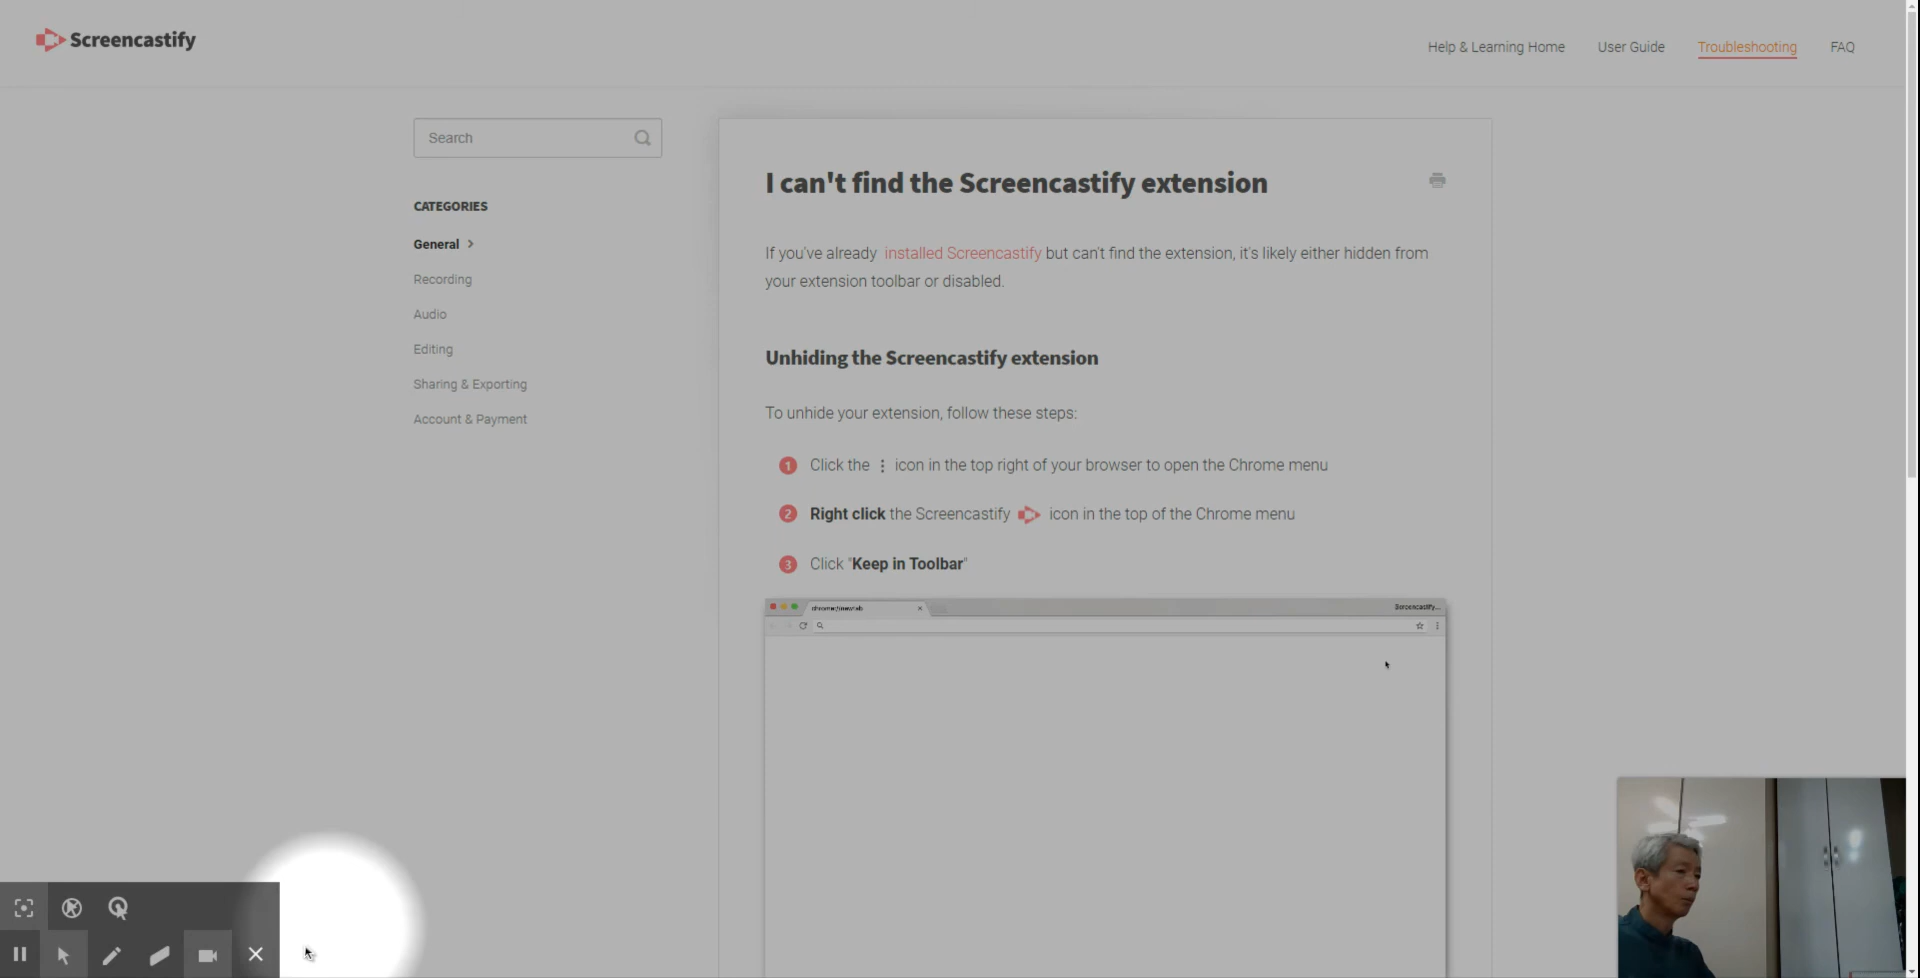 Screencastify
Help & Learning Home
User Guide
Troubleshooting
FAQ
Search
CATEGORIES
General
Recording
Audio
Editing
Sharing & Exporting
Account & Payment
I can't find the Screencastify extension
If you've already installed Screencastify but can't find the extension, it's likely either hidden from
your extension toolbar or disabled.
Unhiding the Screencastify extension
To unhide your extension, follow these steps:
1 Click the ⋮ icon in the top right of your browser to open the Chrome menu
2 Right click the Screencastify icon in the top of the Chrome menu
3 Click "Keep in Toolbar"
chrome://newtab
Screencastify...